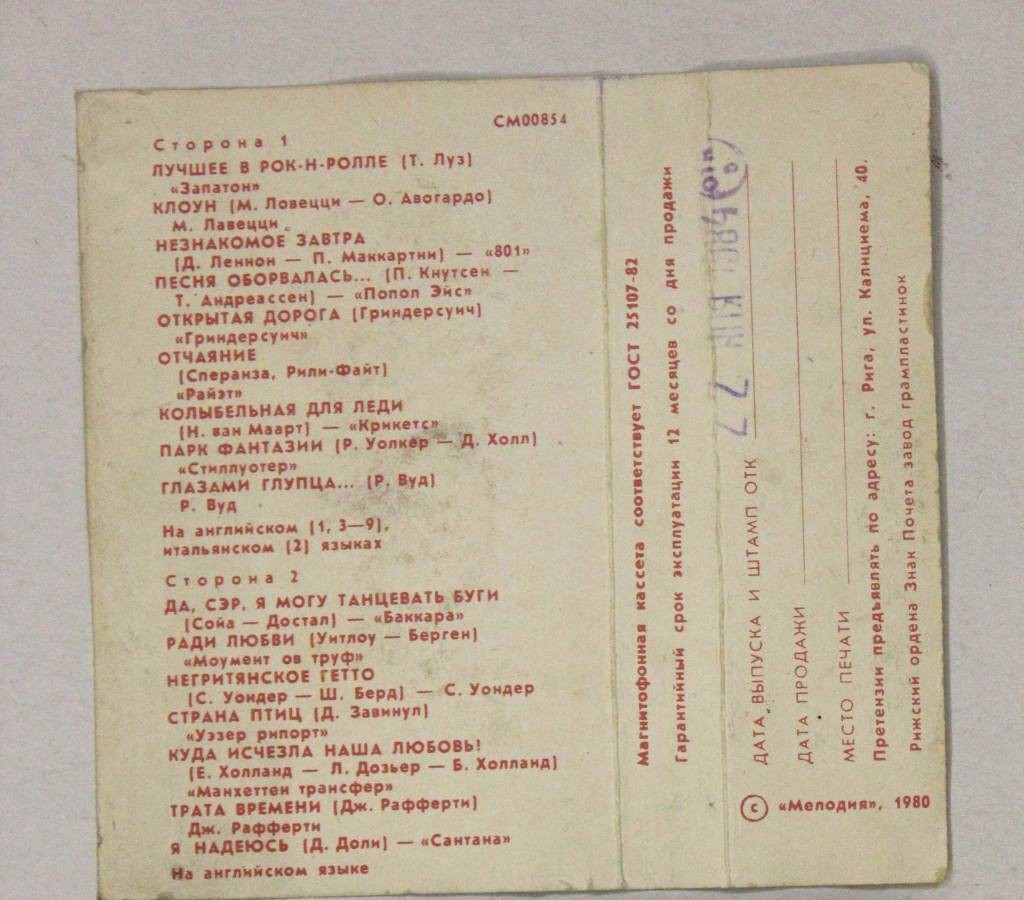 СМ00854
Сторона 1
ЛУЧШЕЕ В РОК-Н-РОЛЛЕ (Т. Луз)
«Запатон»
КЛОУН (М. Ловецци — О. Авогардо)
М. Лавецци
НЕЗНАКОМОЕ ЗАВТРА
(Д. Леннон — П. Маккартни) — «801»
ПЕСНЯ ОБОРВАЛАСЬ... (П. Кнутсен —
Т. Андреассен) — «Попол Эйс»
ОТКРЫТАЯ ДОРОГА (Гриндерсуич)
«Гриндерсуич»
ОТЧАЯНИЕ
(Сперанза, Рили-Файт)
«Райэт»
КОЛЫБЕЛЬНАЯ ДЛЯ ЛЕДИ
(Н. ван Маарт) — «Крикетс»
ПАРК ФАНТАЗИИ (Р. Уолкер — Д. Холл)
«Стиллуотер»
ГЛАЗАМИ ГЛУПЦА... (Р. Вуд)
Р. Вуд
На английском (1, 3—9),
итальянском (2) языках
Сторона 2
ДА, СЭР, Я МОГУ ТАНЦЕВАТЬ БУГИ
(Сойа — Достал) — «Баккара»
РАДИ ЛЮБВИ (Уитлоу — Берген)
«Моумент ов труф»
НЕГРИТЯНСКОЕ ГЕТТО
(С. Уондер — Ш. Берд) — С. Уондер
СТРАНА ПТИЦ (Д. Завинул)
«Уэзер рипорт»
КУДА ИСЧЕЗЛА НАША ЛЮБОВЬ!
(Е. Холланд — Л. Дозьер — Б. Холланд)
«Манхеттен трансфер»
ТРАТА ВРЕМЕНИ (Дж. Рафферти)
Дж. Рафферти
Я НАДЕЮСЬ (Д. Доли) — «Сантана»
На английском языке
Магнитофонная кассета соответствует ГОСТ 25107-82
Гарантийный срок эксплуатации 12 месяцев со дня продажи
ДАТА ВЫПУСКА И ШТАМП ОТК
ДАТА ПРОДАЖИ
МЕСТО ПЕЧАТИ
Претензии предъявлять по адресу: г. Рига, ул. Калнциема, 40.
Рижский ордена Знак Почета завод грампластинок
© «Мелодия», 1980